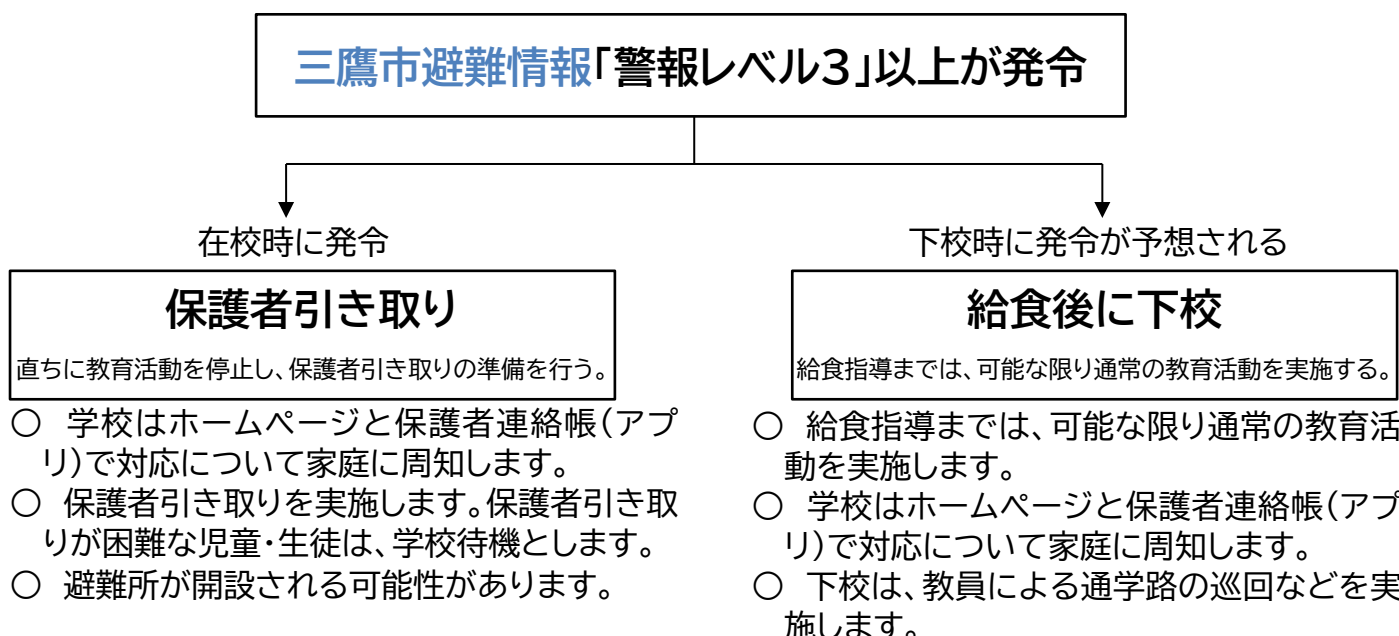 三鷹市避難情報「警報レベル３」以上が発令
在校時に発令
保護者引き取り
直ちに教育活動を停止し、保護者引き取りの準備を行う。
○　学校はホームページと保護者連絡帳（アプ
リ）で対応について家庭に周知します。
○　保護者引き取りを実施します。保護者引き取
りが困難な児童・生徒は、学校待機とします。
○　避難所が開設される可能性があります。
下校時に発令が予想される
給食後に下校
給食指導までは、可能な限り通常の教育活動を実施する。
○　給食指導までは、可能な限り通常の教育活
動を実施します。
○　学校はホームページと保護者連絡帳（アプ
リ）で対応について家庭に周知します。
○　下校は、教員による通学路の巡回などを実
施します。